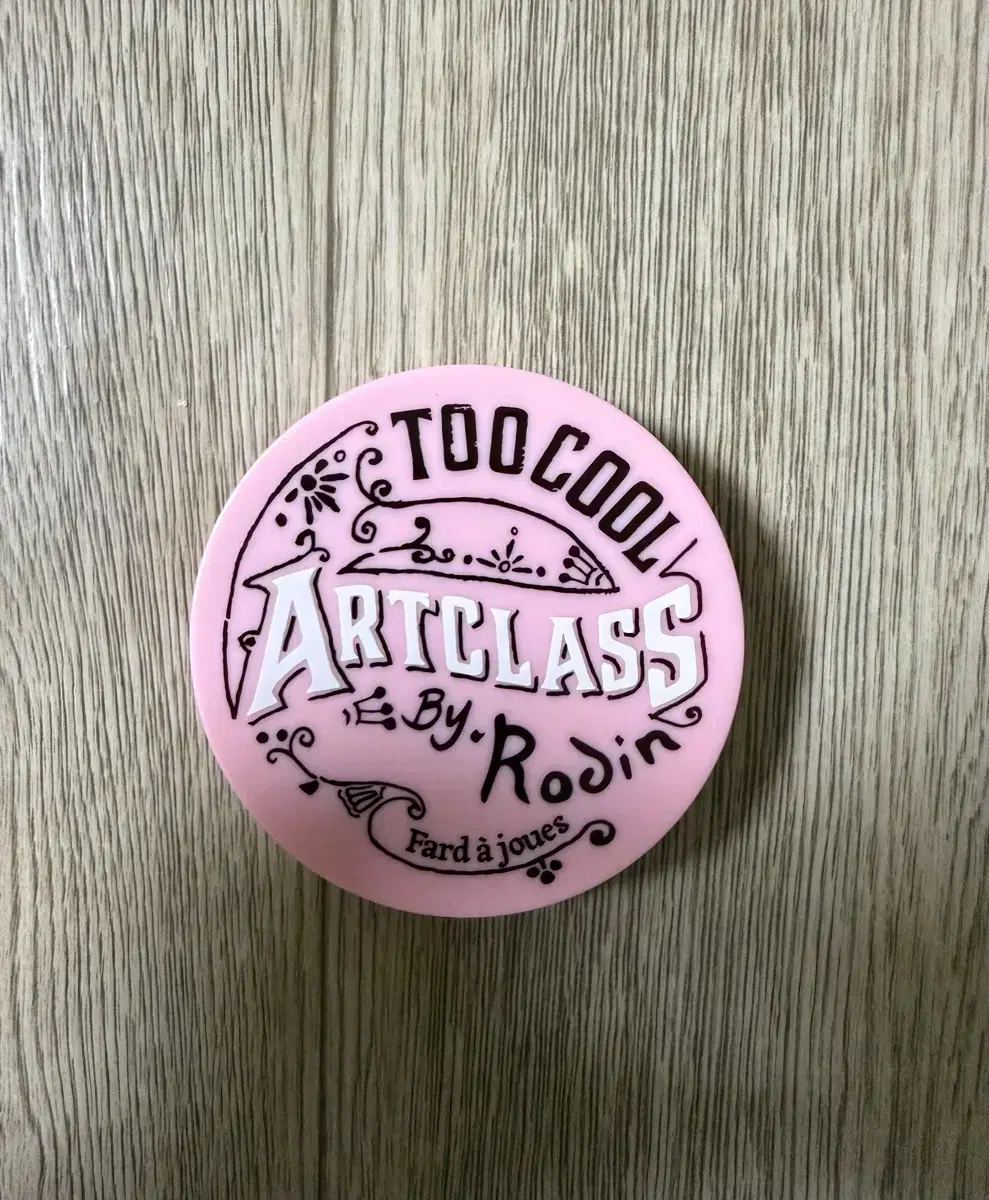 TOO COOL
ARTCLASS
By. Rodin
Fard à joues